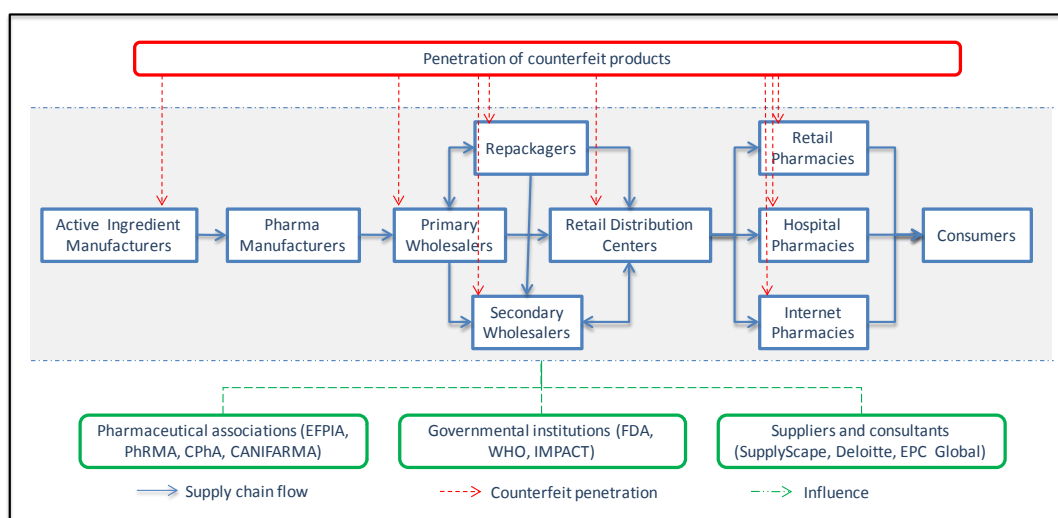 Penetration of counterfeit products
Repackagers
Retail
Pharmacies
Active Ingredient
Manufacturers
Pharma
Manufacturers
Primary
Wholesalers
Retail Distribution
Centers
Hospital
Pharmacies
Consumers
Secondary
Wholesalers
Internet
Pharmacies
Pharmaceutical associations (EFPIA,
PhRMA, CPhA, CANIFARMA)
Governmental institutions (FDA,
WHO, IMPACT)
Suppliers and consultants
(SupplyScape, Deloitte, EPC Global)
Supply chain flow
Counterfeit penetration
Influence